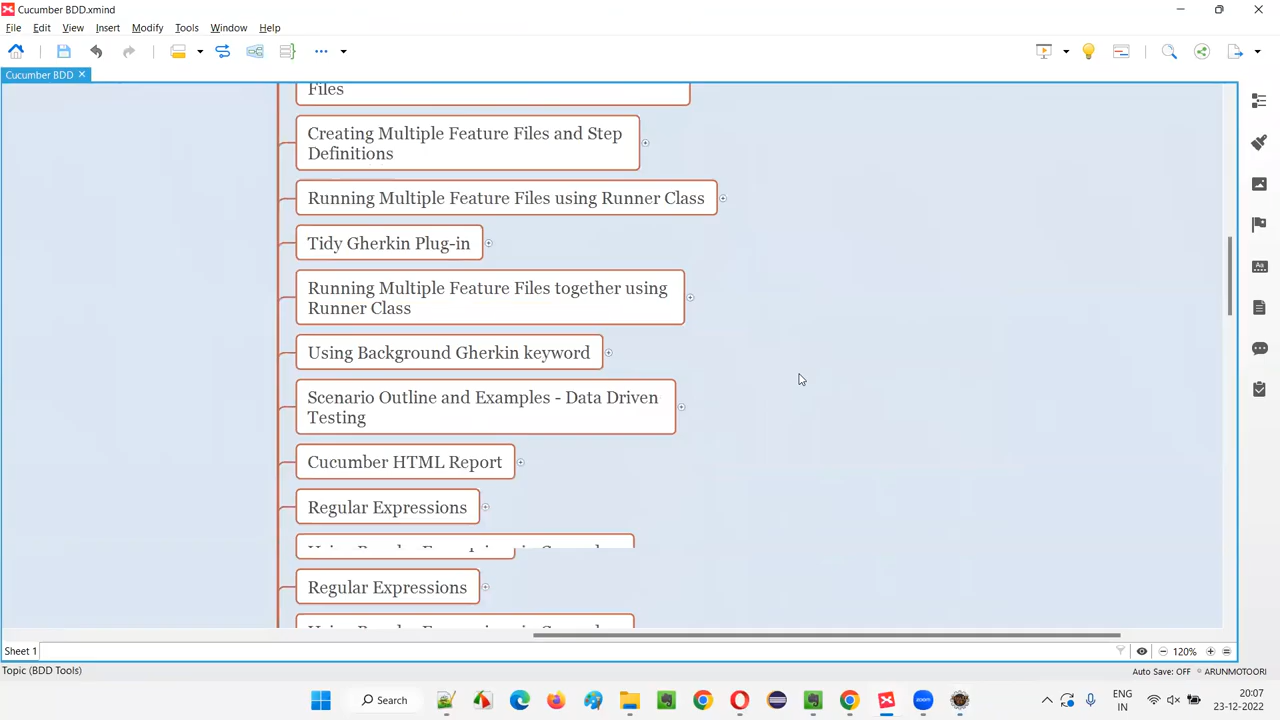 Cucumber BDD.xmind
File Edit View Insert Modify Tools Window Help
Cucumber BDD
Files
Creating Multiple Feature Files and Step
Definitions
Running Multiple Feature Files using Runner Class
Tidy Gherkin Plug-in
Running Multiple Feature Files together using
Runner Class
Using Background Gherkin keyword
Scenario Outline and Examples - Data Driven
Testing
Cucumber HTML Report
Regular Expressions
Regular Expressions
Sheet 1
120%
Topic (BDD Tools)
Auto Save: OFF
ARUNMOTOORI
Search
zoom
ENG
IN
20:07
23-12-2022